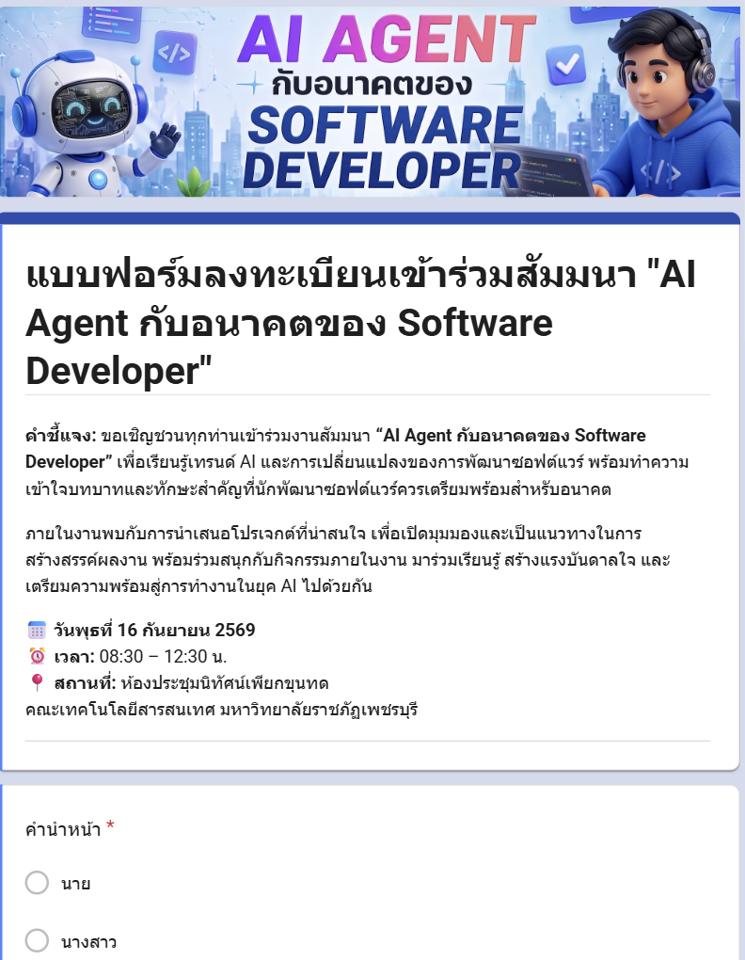 AI AGENT
กับอนาคตของ
SOFTWARE
DEVELOPER
แบบฟอร์มลงทะเบียนเข้าร่วมสัมมนา "AI
Agent กับอนาคตของ Software
Developer"
คำชี้แจง: ขอเชิญชวนทุกท่านเข้าร่วมงานสัมมนา “AI Agent กับอนาคตของ Software
Developer” เพื่อเรียนรู้เทรนด์ AI และการเปลี่ยนแปลงของการพัฒนาซอฟต์แวร์ พร้อมทำความ
เข้าใจบทบาทและทักษะสำคัญที่นักพัฒนาซอฟต์แวร์ควรเตรียมพร้อมสำหรับอนาคต
ภายในงานพบกับการนำเสนอโปรเจกต์ที่น่าสนใจ เพื่อเปิดมุมมองและเป็นแนวทางในการ
สร้างสรรค์ผลงาน พร้อมร่วมสนุกกับกิจกรรมภายในงาน มาร่วมเรียนรู้ สร้างแรงบันดาลใจ และ
เตรียมความพร้อมสู่การทำงานในยุค AI ไปด้วยกัน
วันพุธที่ 16 กันยายน 2569
เวลา: 08:30 – 12:30 น.
สถานที่: ห้องประชุมนิทัศน์เพียกขุนทด
คณะเทคโนโลยีสารสนเทศ มหาวิทยาลัยราชภัฏเพชรบุรี
คำนำหน้า *
นาย
นางสาว